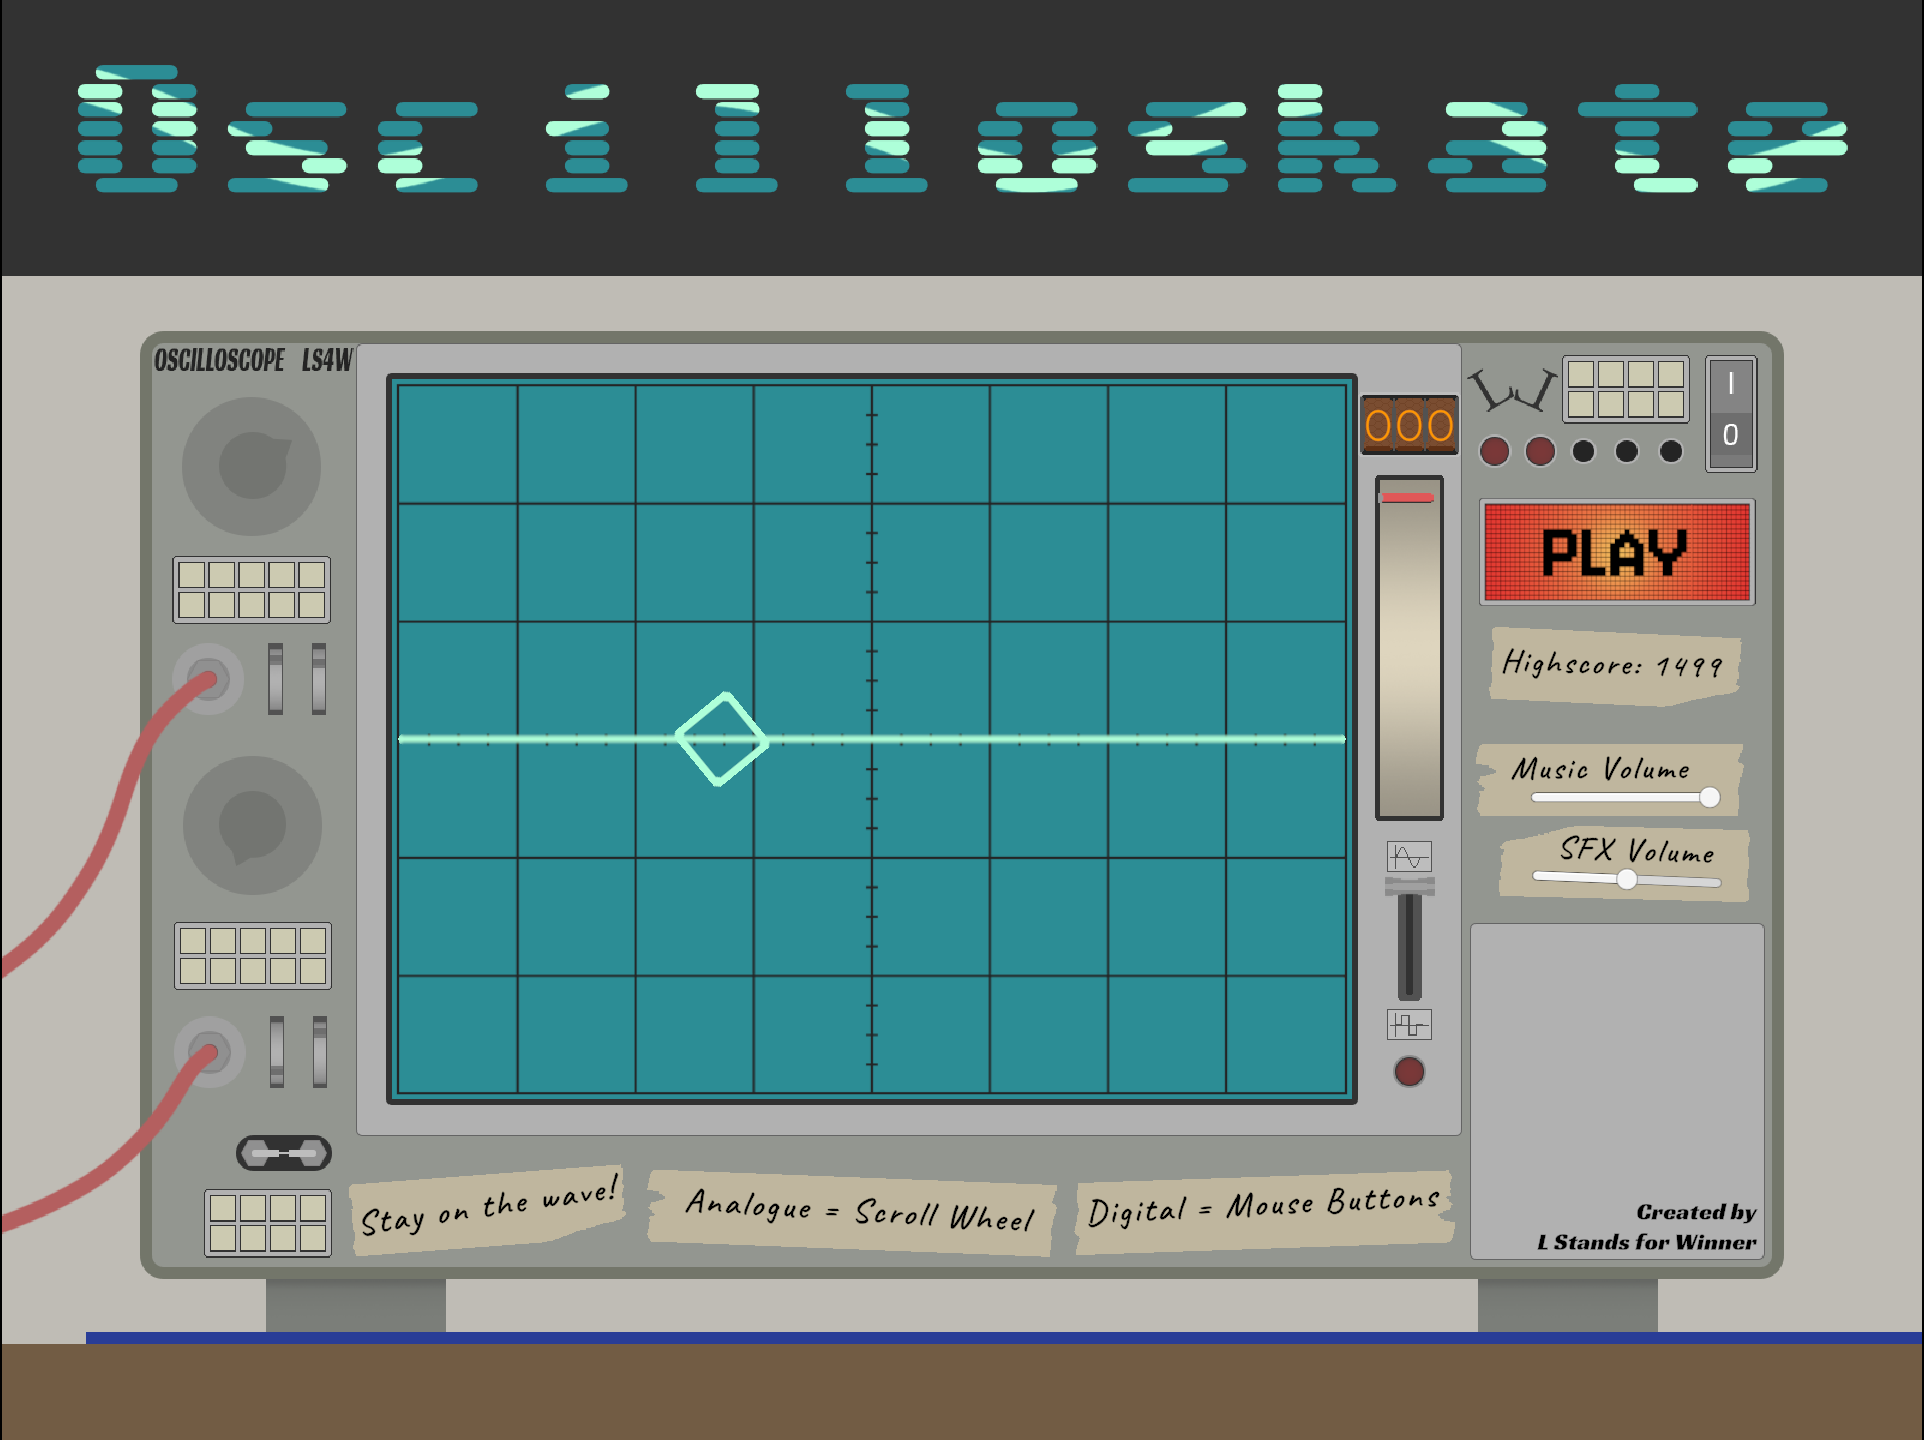 Oscilloskate
OSCILLOSCOPE LS4W
000
I
0
PLAY
Highscore: 1499
Music Volume
SFX Volume
Stay on the wave!
Analogue = Scroll Wheel
Digital = Mouse Buttons
Created by
L Stands for Winner